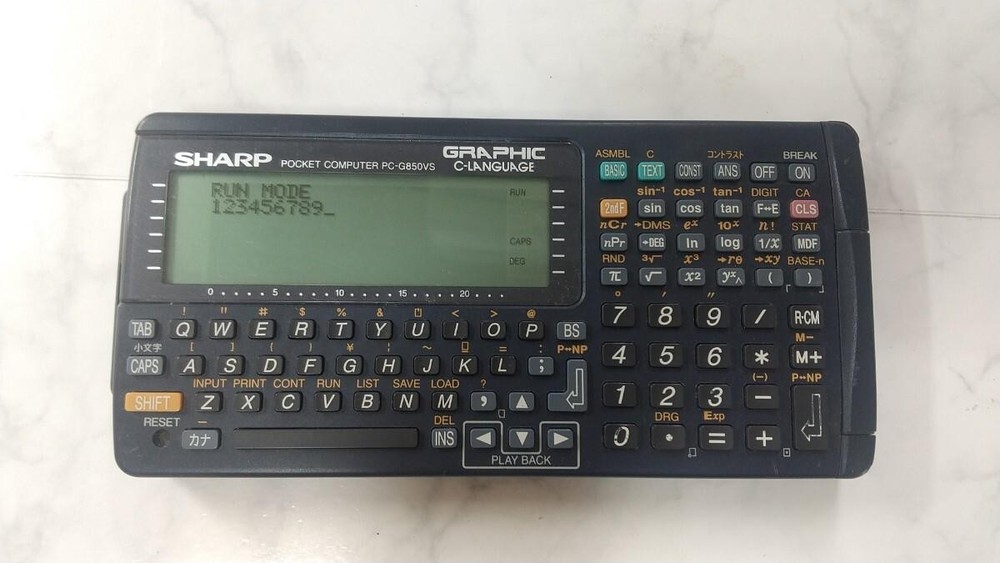 SHARP POCKET COMPUTER PC-G850VS GRAPHIC C-LANGUAGE
RUN MODE
123456789_
RUN
CAPS
DEG
0 5 10 15 20
ASMBL C コントラスト BREAK
BASIC TEXT CONST ANS OFF ON
sin⁻¹ cos⁻¹ tan⁻¹ DIGIT CA
2ndF sin cos tan F↔E CLS
nCr →DMS eˣ 10ˣ n! STAT
nPr →DEG ln log 1/x MDF
RND ³√ x³ →rθ →xy BASE-n
π √ x² yˣ^ ( )
! " # $ % & < > @
TAB Q W E R T Y U I O P BS
小文字 [ ] { } ¥ ~ = : P↔NP
CAPS A S D F G H J K L ;
INPUT PRINT CONT RUN LIST SAVE LOAD ?
SHIFT Z X C V B N M , ▲
RESET DEL
カナ INS ◀ ▼ ▶
PLAY BACK
° ′ ″
7 8 9 / R·CM
M−
4 5 6 * M+
(−) P↔NP
1 2 3 −
DRG Exp
0 . = +